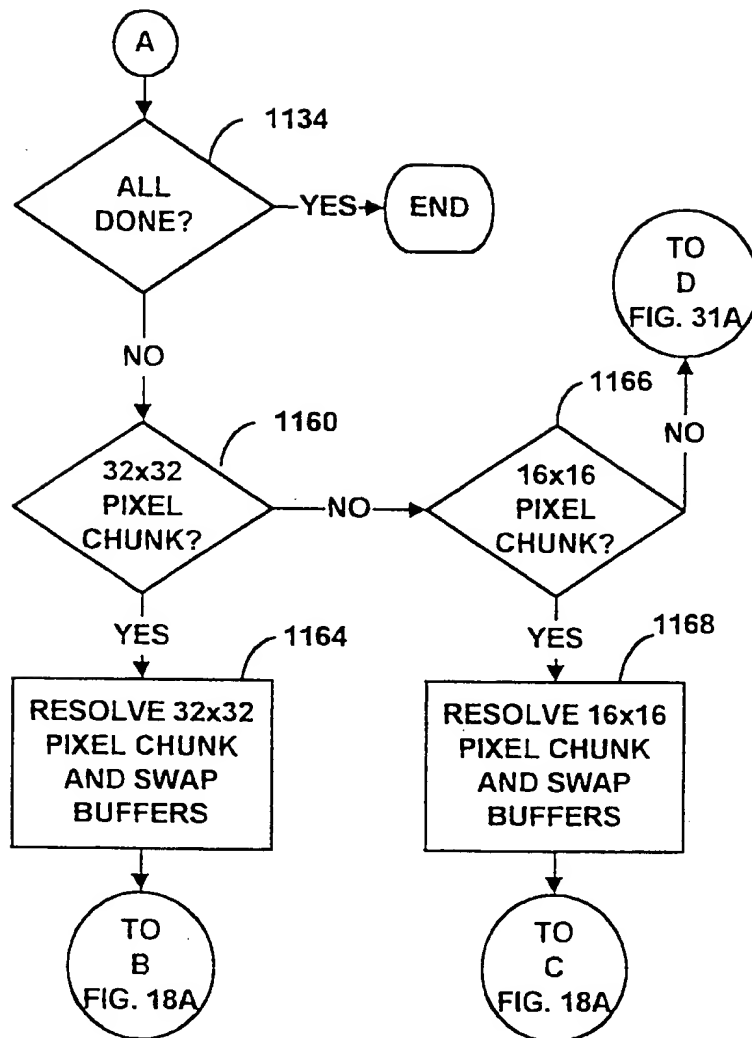 A
1134
ALL
DONE?
YES
END
NO
TO
D
FIG. 31A
1160
1166
NO
32x32
PIXEL
CHUNK?
NO
16x16
PIXEL
CHUNK?
YES
1164
YES
1168
RESOLVE 32x32
PIXEL CHUNK
AND SWAP
BUFFERS
RESOLVE 16x16
PIXEL CHUNK
AND SWAP
BUFFERS
TO
B
FIG. 18A
TO
C
FIG. 18A